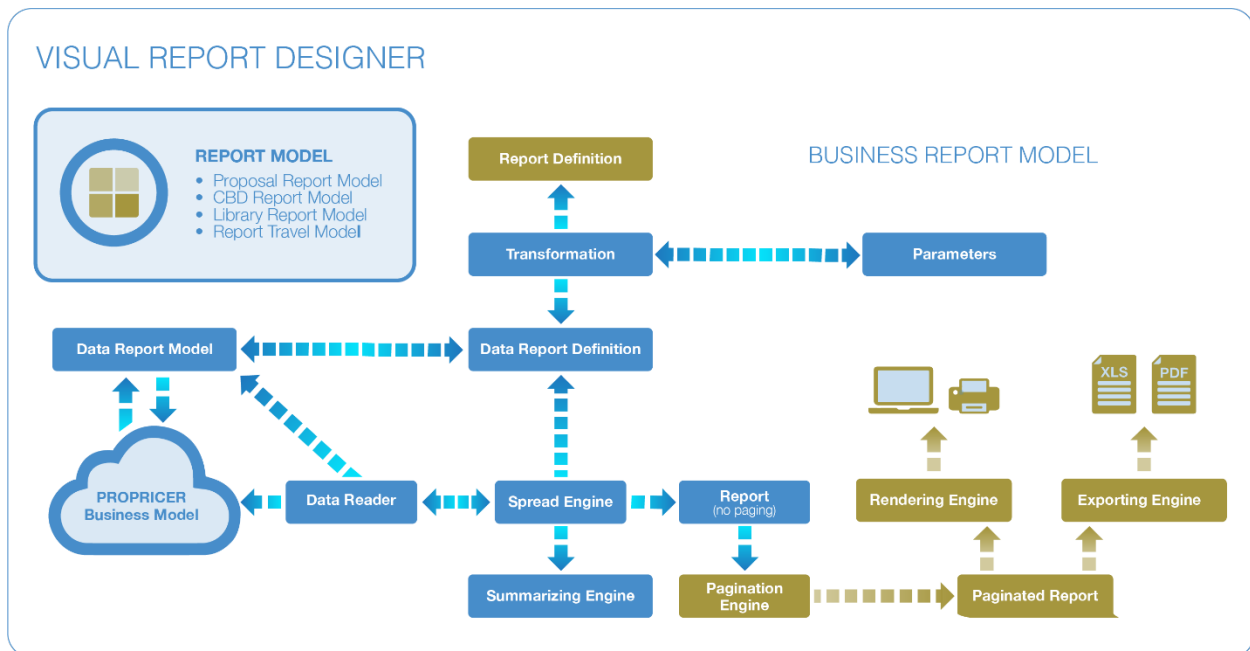 VISUAL REPORT DESIGNER
REPORT MODEL
• Proposal Report Model
• CBD Report Model
• Library Report Model
• Report Travel Model
BUSINESS REPORT MODEL
Report Definition
Transformation
Parameters
Data Report Model
Data Report Definition
XLS
PDF
PROPRICER
Business Model
Data Reader
Spread Engine
Report
(no paging)
Rendering Engine
Exporting Engine
Summarizing Engine
Pagination
Engine
Paginated Report